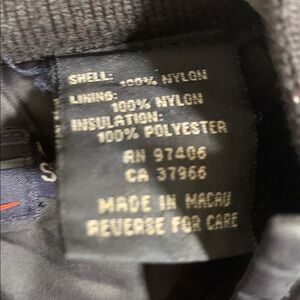 SHELL: 100% NYLON
LINING:
100% NYLON
INSULATION:
100% POLYESTER
RN 97406
CA 37966
MADE IN MACAU
REVERSE FOR CARE
S